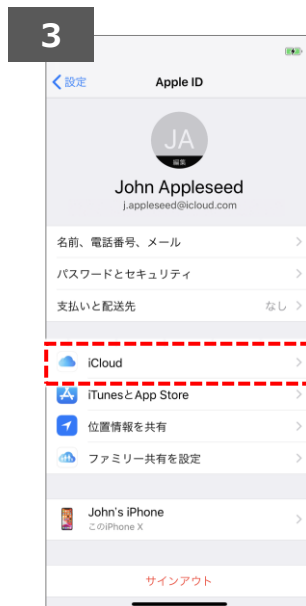 3
設定
Apple ID
JA
編集
John Appleseed
j.appleseed@icloud.com
名前、電話番号、メール
パスワードとセキュリティ
支払いと配送先 なし
iCloud
iTunesとApp Store
位置情報を共有
ファミリー共有を設定
John's iPhone
このiPhone X
サインアウト